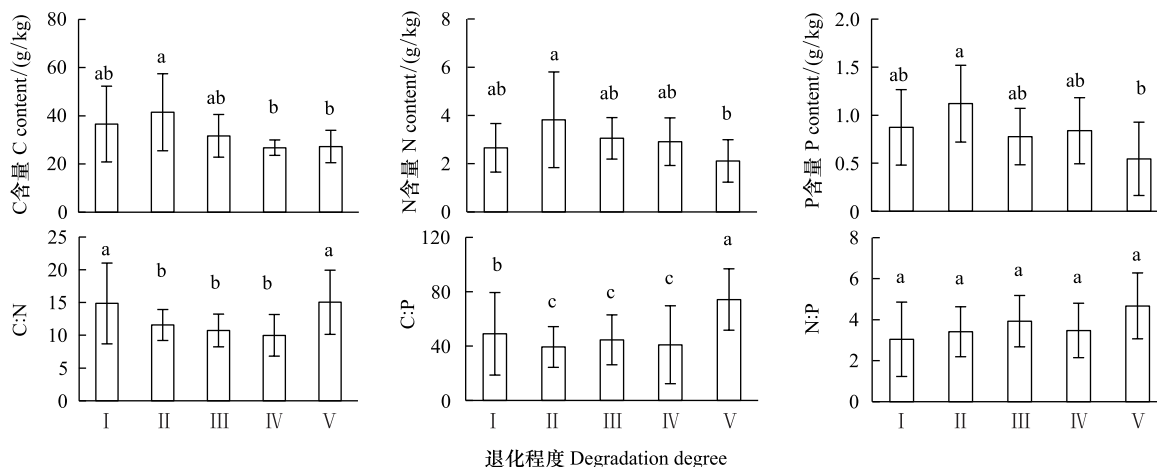 C含量 C content/(g/kg)
80
60
40
20
0
ab
a
ab
b
b
N含量 N content/(g/kg)
8
6
4
2
0
ab
a
ab
ab
b
P含量 P content/(g/kg)
2.0
1.5
1.0
0.5
0
ab
a
ab
ab
b
C:N
25
20
15
10
5
0
a
b
b
b
a
I
II
III
IV
V
C:P
120
80
40
0
b
c
c
c
a
I
II
III
IV
V
N:P
8
6
4
2
0
a
a
a
a
a
I
II
III
IV
V
退化程度 Degradation degree